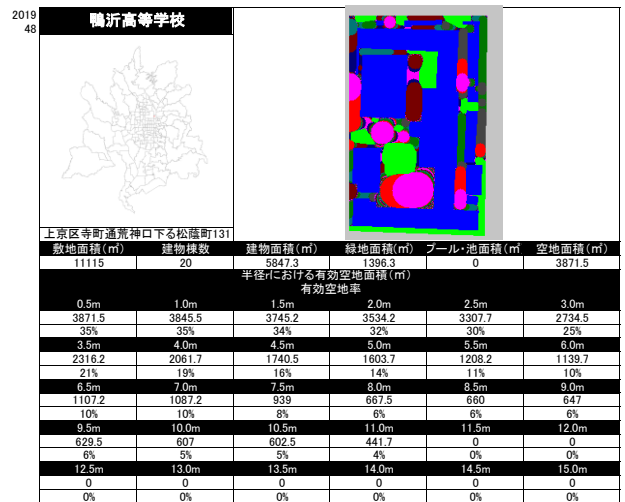 2019
48
鴨沂高等学校
上京区寺町通荒神口下る松蔭町131
敷地面積(㎡) 建物棟数 建物面積(㎡) 緑地面積(㎡) プール・池面積(㎡ 空地面積(㎡)
11115 20 5847.3 1396.3 0 3871.5
半径rにおける有効空地面積(㎡)
有効空地率
0.5m 1.0m 1.5m 2.0m 2.5m 3.0m
3871.5 3845.5 3745.2 3534.2 3307.7 2734.5
35% 35% 34% 32% 30% 25%
3.5m 4.0m 4.5m 5.0m 5.5m 6.0m
2316.2 2061.7 1740.5 1603.7 1208.2 1139.7
21% 19% 16% 14% 11% 10%
6.5m 7.0m 7.5m 8.0m 8.5m 9.0m
1107.2 1087.2 939 667.5 660 647
10% 10% 8% 6% 6% 6%
9.5m 10.0m 10.5m 11.0m 11.5m 12.0m
629.5 607 602.5 441.7 0 0
6% 5% 5% 4% 0% 0%
12.5m 13.0m 13.5m 14.0m 14.5m 15.0m
0 0 0 0 0 0
0% 0% 0% 0% 0% 0%